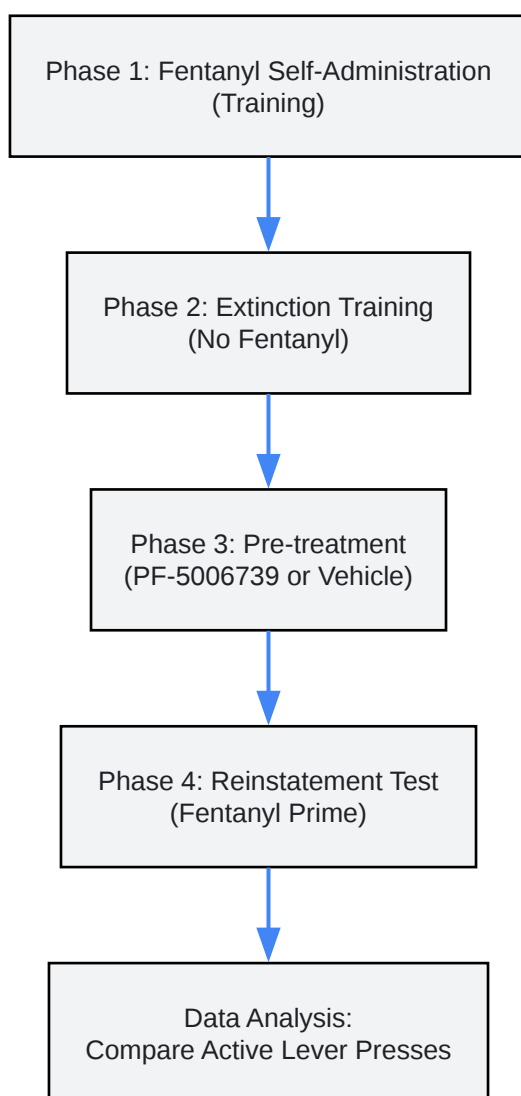 Phase 1: Fentanyl Self-Administration
(Training)
Phase 2: Extinction Training
(No Fentanyl)
Phase 3: Pre-treatment
(PF-5006739 or Vehicle)
Phase 4: Reinstatement Test
(Fentanyl Prime)
Data Analysis:
Compare Active Lever Presses